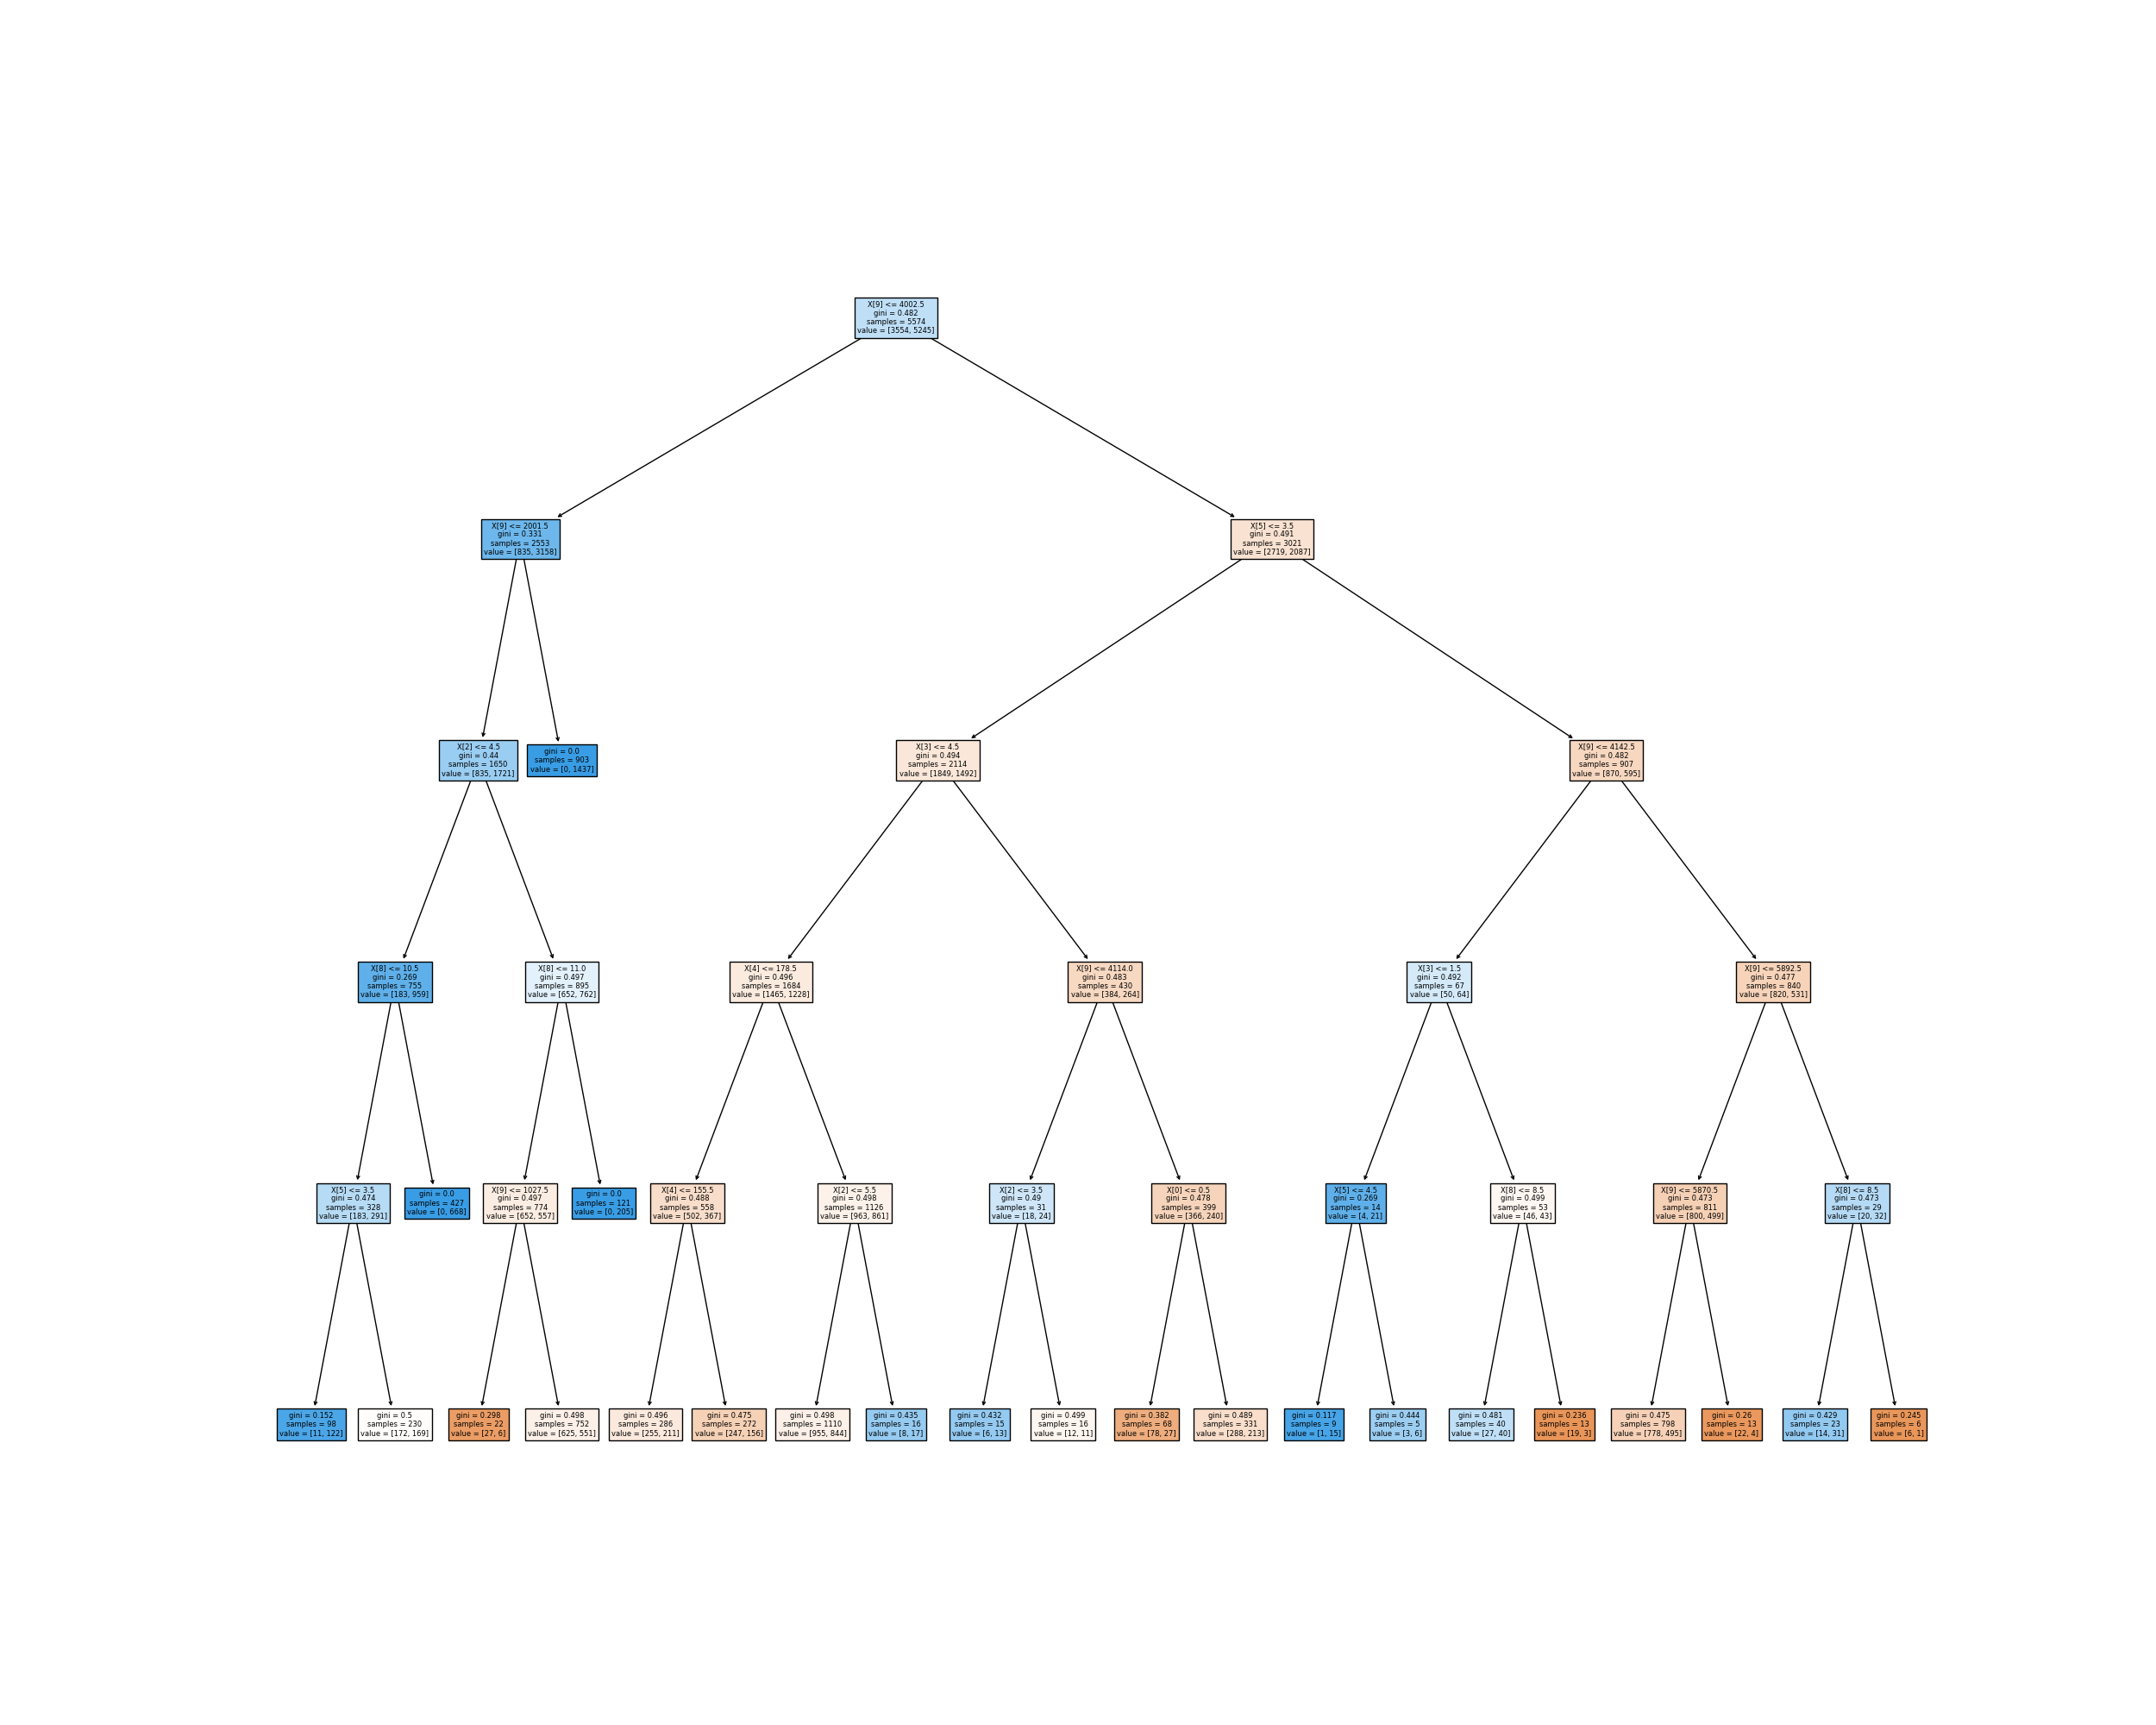 X[9] <= 4002.5
gini = 0.482
samples = 5574
value = [3554, 5245]
X[9] <= 2001.5
gini = 0.331
samples = 2553
value = [835, 3158]
X[5] <= 3.5
gini = 0.491
samples = 3021
value = [2719, 2087]
X[2] <= 4.5
gini = 0.44
samples = 1650
value = [835, 1721]
gini = 0.0
samples = 903
value = [0, 1437]
X[3] <= 4.5
gini = 0.494
samples = 2114
value = [1849, 1492]
X[9] <= 4142.5
gini = 0.482
samples = 907
value = [870, 595]
X[8] <= 10.5
gini = 0.269
samples = 755
value = [183, 959]
X[8] <= 11.0
gini = 0.497
samples = 895
value = [652, 762]
X[4] <= 178.5
gini = 0.496
samples = 1684
value = [1465, 1228]
X[9] <= 4114.0
gini = 0.483
samples = 430
value = [384, 264]
X[3] <= 1.5
gini = 0.492
samples = 67
value = [50, 64]
X[9] <= 5892.5
gini = 0.477
samples = 840
value = [820, 531]
X[5] <= 3.5
gini = 0.474
samples = 328
value = [183, 291]
gini = 0.0
samples = 427
value = [0, 668]
X[9] <= 1027.5
gini = 0.497
samples = 774
value = [652, 557]
gini = 0.0
samples = 121
value = [0, 205]
X[4] <= 155.5
gini = 0.488
samples = 558
value = [502, 367]
X[2] <= 5.5
gini = 0.498
samples = 1126
value = [963, 861]
X[2] <= 3.5
gini = 0.49
samples = 31
value = [18, 24]
X[0] <= 0.5
gini = 0.478
samples = 399
value = [366, 240]
X[5] <= 4.5
gini = 0.269
samples = 14
value = [4, 21]
X[8] <= 8.5
gini = 0.499
samples = 53
value = [46, 43]
X[9] <= 5870.5
gini = 0.473
samples = 811
value = [800, 499]
X[8] <= 8.5
gini = 0.473
samples = 29
value = [20, 32]
gini = 0.152
samples = 98
value = [11, 122]
gini = 0.5
samples = 230
value = [172, 169]
gini = 0.298
samples = 22
value = [27, 6]
gini = 0.498
samples = 752
value = [625, 551]
gini = 0.496
samples = 286
value = [255, 211]
gini = 0.475
samples = 272
value = [247, 156]
gini = 0.498
samples = 1110
value = [955, 844]
gini = 0.435
samples = 16
value = [8, 17]
gini = 0.432
samples = 15
value = [6, 13]
gini = 0.499
samples = 16
value = [12, 11]
gini = 0.382
samples = 68
value = [78, 27]
gini = 0.489
samples = 331
value = [288, 213]
gini = 0.117
samples = 9
value = [1, 15]
gini = 0.444
samples = 5
value = [3, 6]
gini = 0.481
samples = 40
value = [27, 40]
gini = 0.236
samples = 13
value = [19, 3]
gini = 0.475
samples = 798
value = [778, 495]
gini = 0.26
samples = 13
value = [22, 4]
gini = 0.429
samples = 23
value = [14, 31]
gini = 0.245
samples = 6
value = [6, 1]